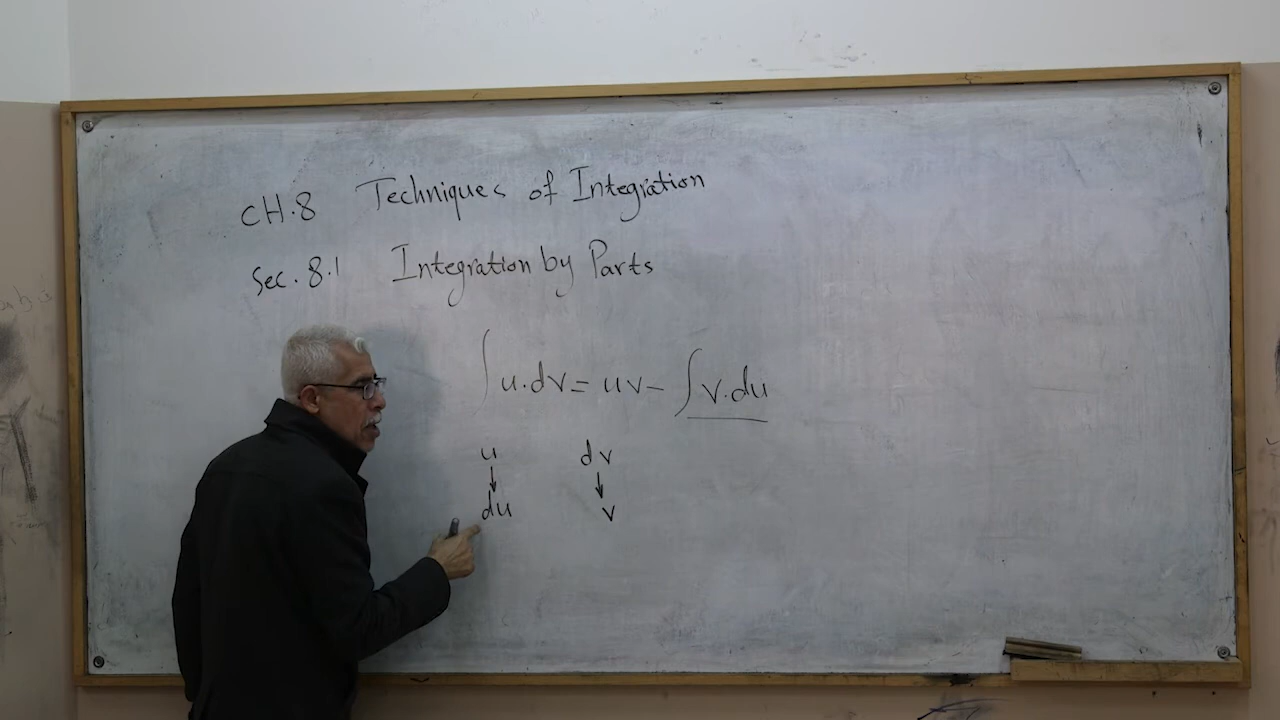 CH.8 Techniques of Integration
Sec. 8.1 Integration by Parts
∫u.dv = uv - ∫v.du
u dv
↓ ↓
du v